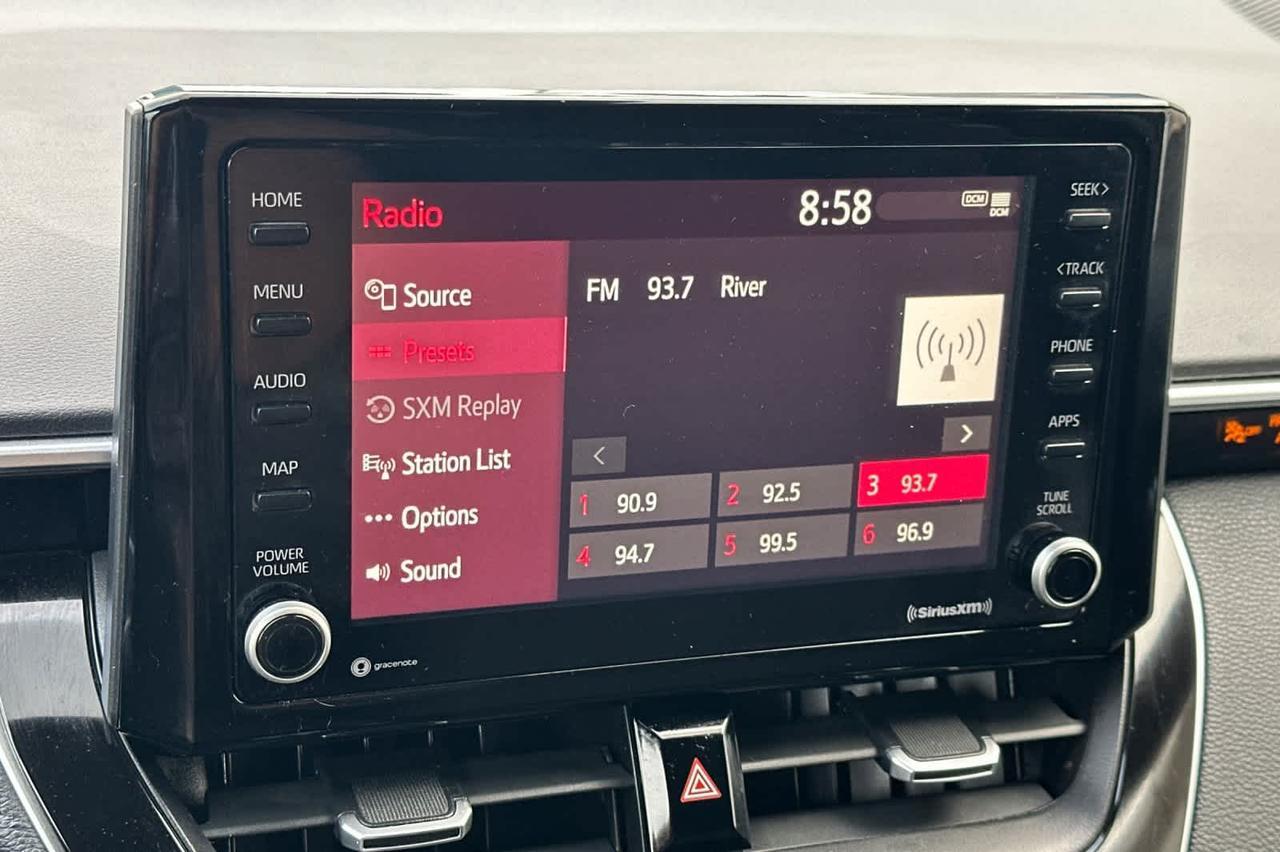 HOME
MENU
AUDIO
MAP
POWER
VOLUME
Radio
8:58
DCM
DCM
Source
Presets
SXM Replay
Station List
Options
Sound
FM 93.7 River
<
>
1 90.9
2 92.5
3 93.7
4 94.7
5 99.5
6 96.9
SEEK>
<TRACK
PHONE
APPS
TUNE
SCROLL
gracenote
SiriusXM